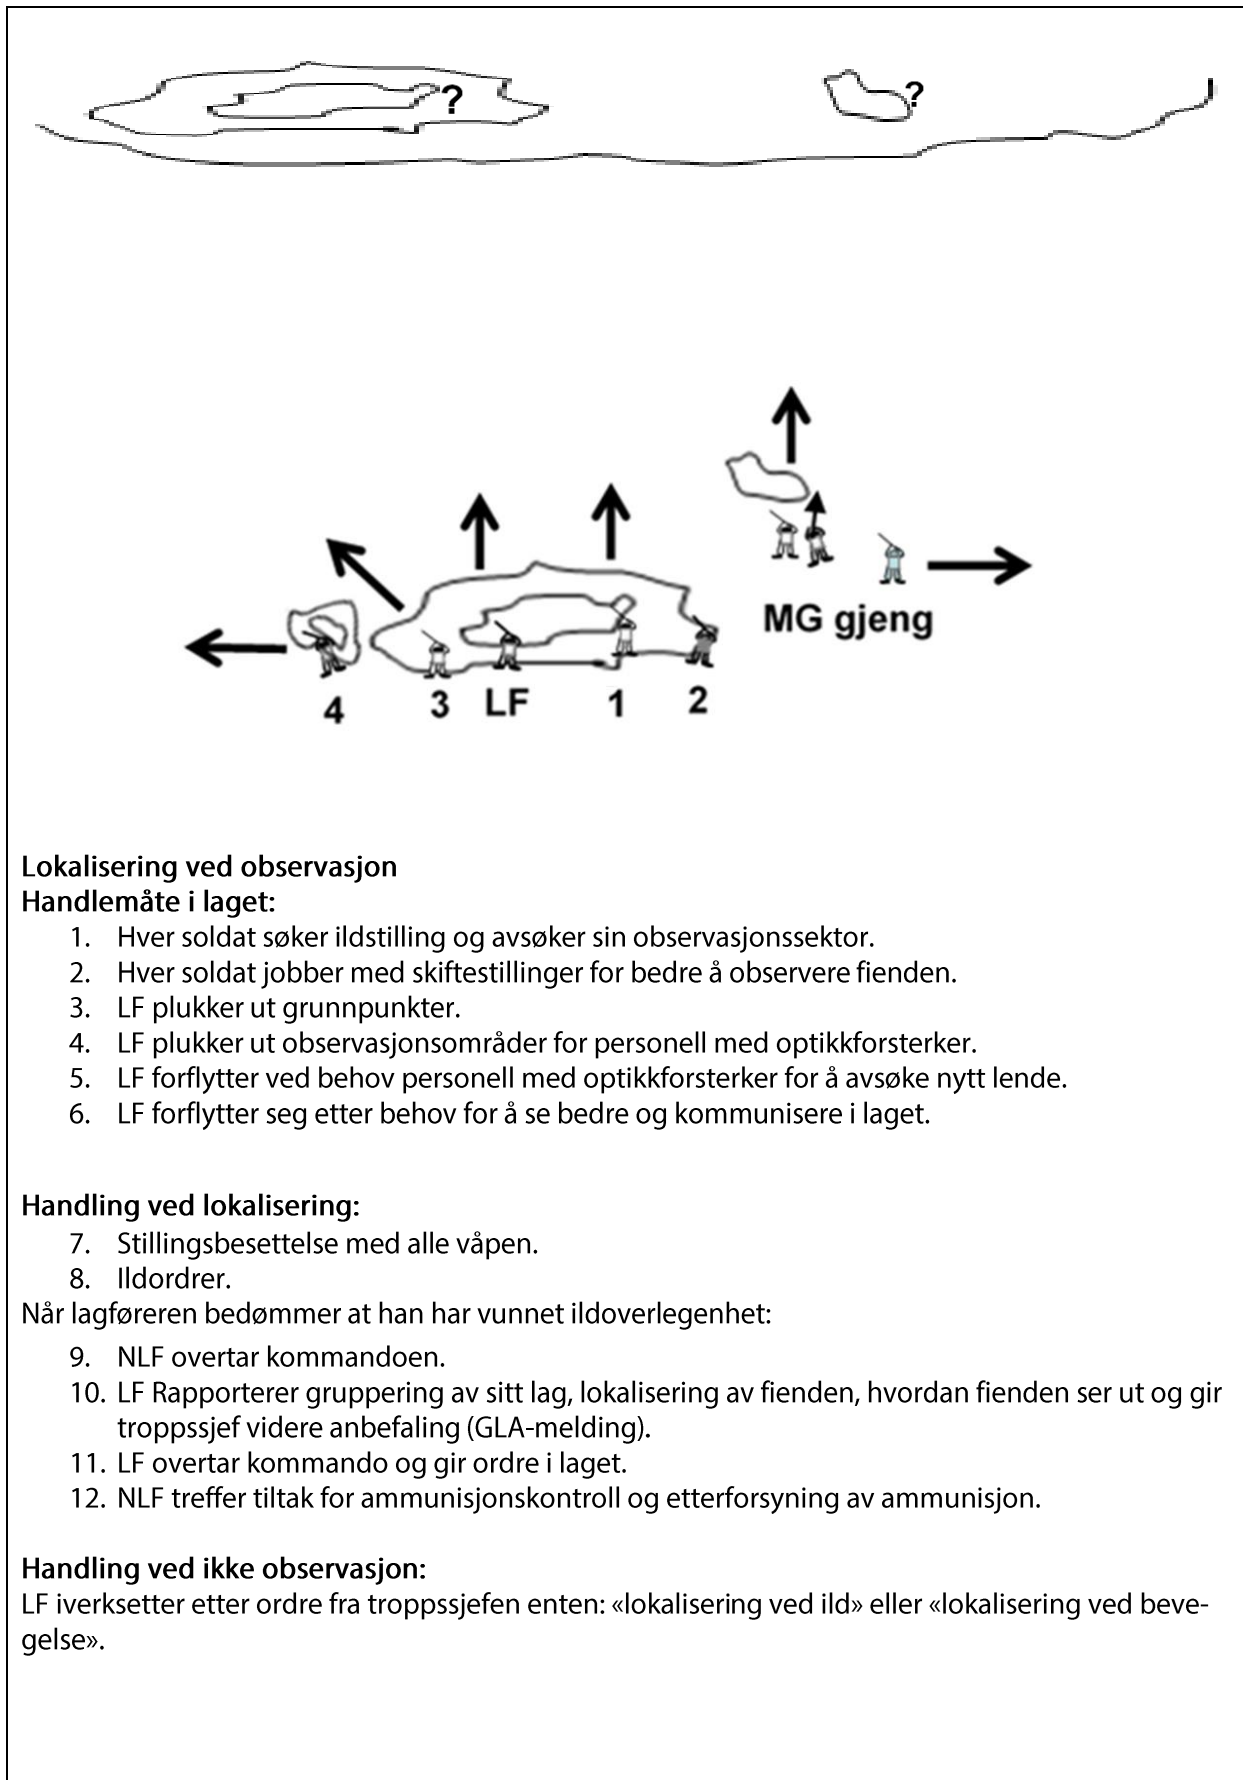 ?
?
MG gjeng
4 3 LF 1 2
Lokalisering ved observasjon
Handlemåte i laget:
1. Hver soldat søker ildstilling og avsøker sin observasjonssektor.
2. Hver soldat jobber med skiftestillinger for bedre å observere fienden.
3. LF plukker ut grunnpunkter.
4. LF plukker ut observasjonsområder for personell med optikkforsterker.
5. LF forflytter ved behov personell med optikkforsterker for å avsøke nytt lende.
6. LF forflytter seg etter behov for å se bedre og kommunisere i laget.
Handling ved lokalisering:
7. Stillingsbesettelse med alle våpen.
8. Ildordrer.
Når lagføreren bedømmer at han har vunnet ildoverlegenhet:
9. NLF overtar kommandoen.
10. LF Rapporterer gruppering av sitt lag, lokalisering av fienden, hvordan fienden ser ut og gir
troppssjef videre anbefaling (GLA-melding).
11. LF overtar kommando og gir ordre i laget.
12. NLF treffer tiltak for ammunisjonskontroll og etterforsyning av ammunisjon.
Handling ved ikke observasjon:
LF iverksetter etter ordre fra troppssjefen enten: «lokalisering ved ild» eller «lokalisering ved beve-
gelse».